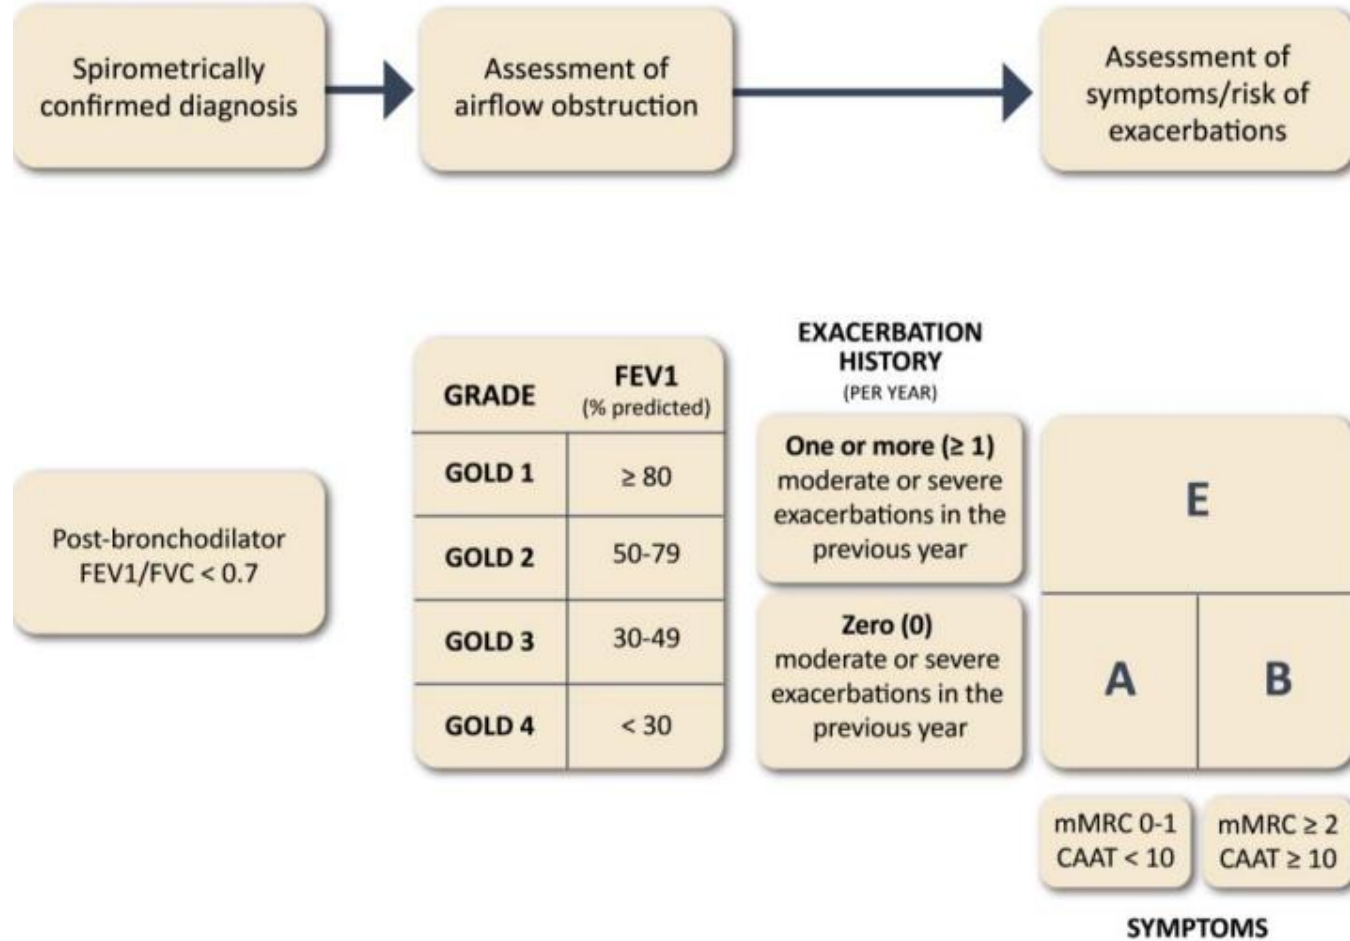 Spirometrically
confirmed diagnosis
Assessment of
airflow obstruction
Assessment of
symptoms/risk of
exacerbations
Post-bronchodilator
FEV1/FVC < 0.7
GRADE
FEV1
(% predicted)
GOLD 1
≥ 80
GOLD 2
50-79
GOLD 3
30-49
GOLD 4
< 30
EXACERBATION
HISTORY
(PER YEAR)
One or more (≥ 1)
moderate or severe
exacerbations in the
previous year
Zero (0)
moderate or severe
exacerbations in the
previous year
E
A
B
mMRC 0-1
CAAT < 10
mMRC ≥ 2
CAAT ≥ 10
SYMPTOMS